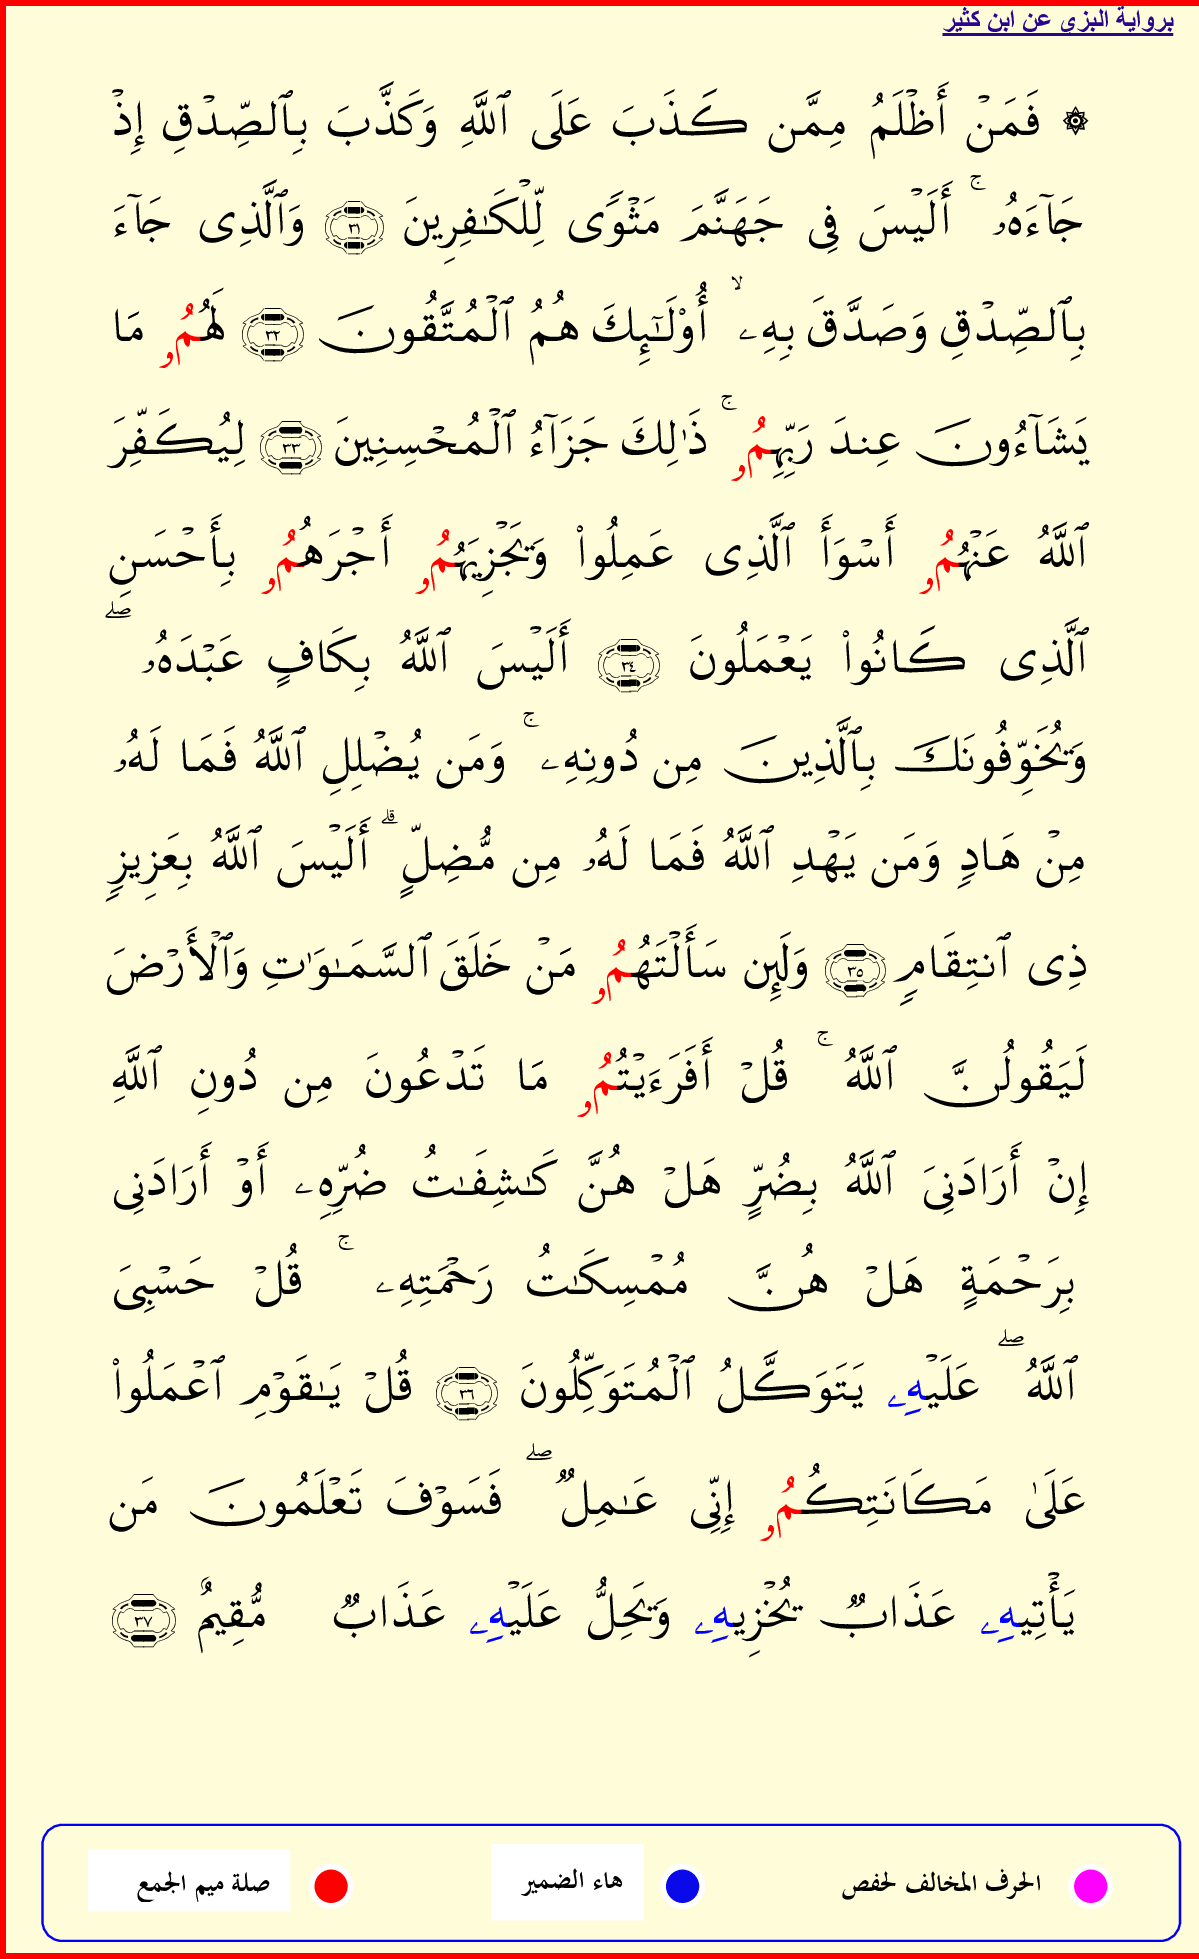 برواية البزي عن ابن كثير
۞ فَمَنْ أَظْلَمُ مِمَّن كَذَبَ عَلَى ٱللَّهِ وَكَذَّبَ بِٱلصِّدْقِ إِذْ
جَآءَهُۥ ۚ أَلَيْسَ فِى جَهَنَّمَ مَثْوًى لِّلْكَـٰفِرِينَ ٣١ وَٱلَّذِى جَآءَ
بِٱلصِّدْقِ وَصَدَّقَ بِهِۦ ۙ أُو۟لَـٰٓئِكَ هُمُ ٱلْمُتَّقُونَ ٣٢ لَهُمُۥ مَا
يَشَآءُونَ عِندَ رَبِّهِمُۥ ۚ ذَٰلِكَ جَزَآءُ ٱلْمُحْسِنِينَ ٣٣ لِيُكَفِّرَ
ٱللَّهُ عَنْهُمُۥ أَسْوَأَ ٱلَّذِى عَمِلُوا۟ وَيَجْزِيَهُمُۥ أَجْرَهُمُۥ بِأَحْسَنِ
ٱلَّذِى كَانُوا۟ يَعْمَلُونَ ٣٤ أَلَيْسَ ٱللَّهُ بِكَافٍ عَبْدَهُۥ ۖ
وَيُخَوِّفُونَكَ بِٱلَّذِينَ مِن دُونِهِۦ ۚ وَمَن يُضْلِلِ ٱللَّهُ فَمَا لَهُۥ
مِنْ هَادٍ وَمَن يَهْدِ ٱللَّهُ فَمَا لَهُۥ مِن مُّضِلٍّ ۗ أَلَيْسَ ٱللَّهُ بِعَزِيزٍ
ذِى ٱنتِقَامٍ ٣٥ وَلَئِن سَأَلْتَهُمُۥ مَنْ خَلَقَ ٱلسَّمَـٰوَٰتِ وَٱلْأَرْضَ
لَيَقُولُنَّ ٱللَّهُ ۚ قُلْ أَفَرَءَيْتُمُۥ مَا تَدْعُونَ مِن دُونِ ٱللَّهِ
إِنْ أَرَادَنِىَ ٱللَّهُ بِضُرٍّ هَلْ هُنَّ كَـٰشِفَـٰتُ ضُرِّهِۦ أَوْ أَرَادَنِى
بِرَحْمَةٍ هَلْ هُنَّ مُمْسِكَـٰتُ رَحْمَتِهِۦ ۚ قُلْ حَسْبِىَ
ٱللَّهُ ۖ عَلَيْهِۦ يَتَوَكَّلُ ٱلْمُتَوَكِّلُونَ ٣٦ قُلْ يَـٰقَوْمِ ٱعْمَلُوا۟
عَلَىٰ مَكَانَتِكُمُۥ إِنِّى عَـٰمِلٌ ۖ فَسَوْفَ تَعْلَمُونَ مَن
يَأْتِيهِۦ عَذَابٌ يُخْزِيهِۦ وَيَحِلُّ عَلَيْهِۦ عَذَابٌ مُّقِيمٌ ٣٧
الحرف المخالف لحفص هاء الضمير صلة ميم الجمع